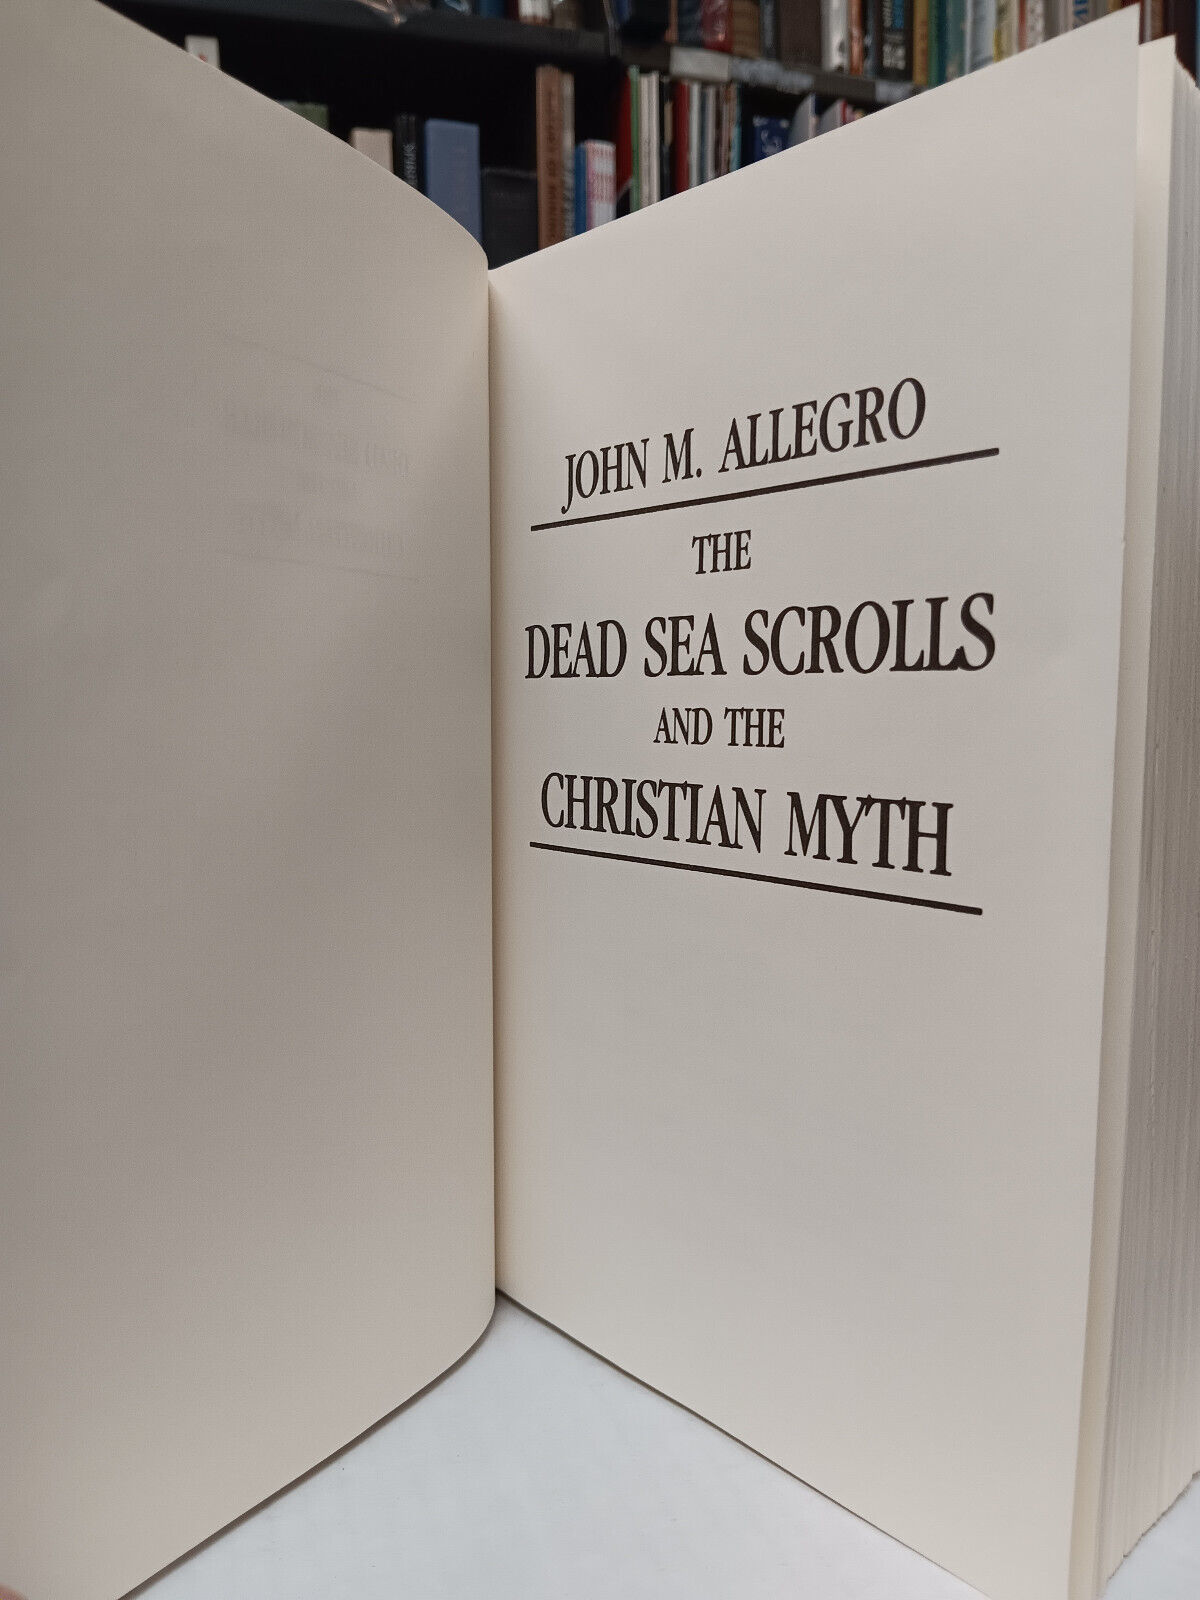 JOHN M. ALLEGRO
THE
DEAD SEA SCROLLS
AND THE
CHRISTIAN MYTH